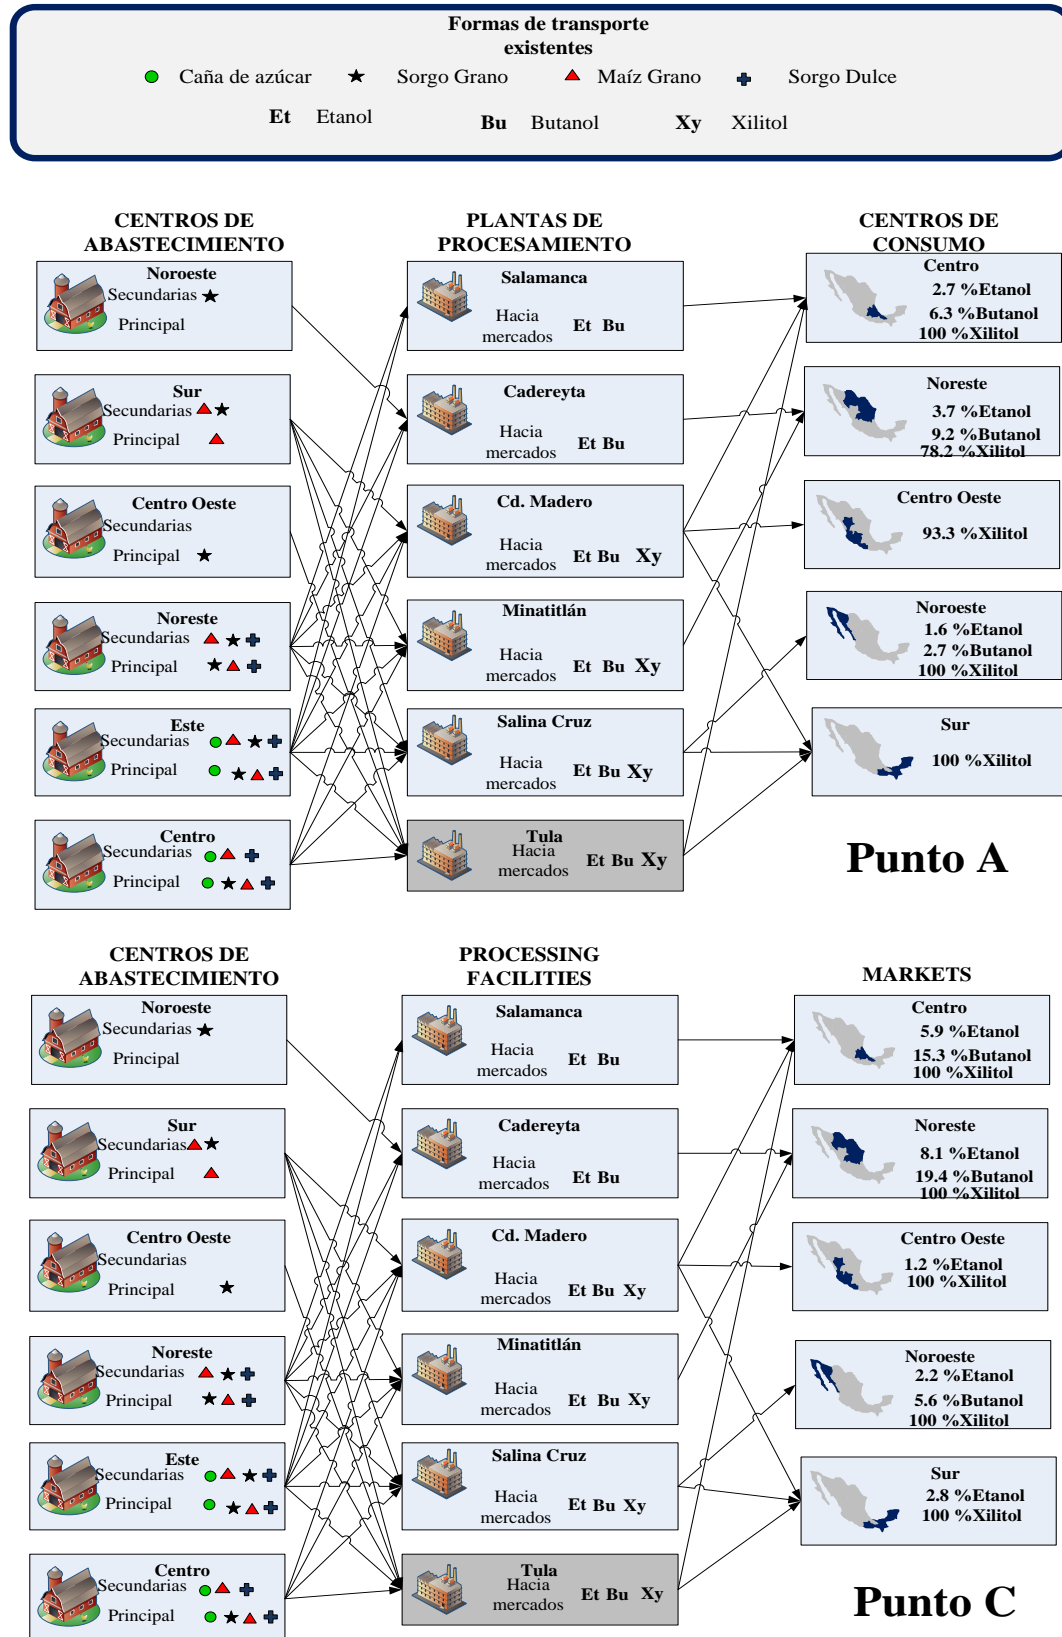 Formas de transporte
existentes
Caña de azúcar Sorgo Grano Maíz Grano Sorgo Dulce
Et Etanol Bu Butanol Xy Xilitol
CENTROS DE
ABASTECIMIENTO
PLANTAS DE
PROCESAMIENTO
CENTROS DE
CONSUMO
Noroeste
Secundarias
Principal
Sur
Secundarias
Principal
Centro Oeste
Secundarias
Principal
Noreste
Secundarias
Principal
Este
Secundarias
Principal
Centro
Secundarias
Principal
Salamanca
Hacia
mercados Et Bu
Cadereyta
Hacia
mercados Et Bu
Cd. Madero
Hacia
mercados Et Bu Xy
Minatitlán
Hacia
mercados Et Bu Xy
Salina Cruz
Hacia
mercados Et Bu Xy
Tula
Hacia
mercados Et Bu Xy
Centro
2.7 %Etanol
6.3 %Butanol
100 %Xilitol
Noreste
3.7 %Etanol
9.2 %Butanol
78.2 %Xilitol
Centro Oeste
93.3 %Xilitol
Noroeste
1.6 %Etanol
2.7 %Butanol
100 %Xilitol
Sur
100 %Xilitol
Punto A
CENTROS DE
ABASTECIMIENTO
PROCESSING
FACILITIES
MARKETS
Noroeste
Secundarias
Principal
Sur
Secundarias
Principal
Centro Oeste
Secundarias
Principal
Noreste
Secundarias
Principal
Este
Secundarias
Principal
Centro
Secundarias
Principal
Salamanca
Hacia
mercados Et Bu
Cadereyta
Hacia
mercados Et Bu
Cd. Madero
Hacia
mercados Et Bu Xy
Minatitlán
Hacia
mercados Et Bu Xy
Salina Cruz
Hacia
mercados Et Bu Xy
Tula
Hacia
mercados Et Bu Xy
Centro
5.9 %Etanol
15.3 %Butanol
100 %Xilitol
Noreste
8.1 %Etanol
19.4 %Butanol
100 %Xilitol
Centro Oeste
1.2 %Etanol
100 %Xilitol
Noroeste
2.2 %Etanol
5.6 %Butanol
100 %Xilitol
Sur
2.8 %Etanol
100 %Xilitol
Punto C